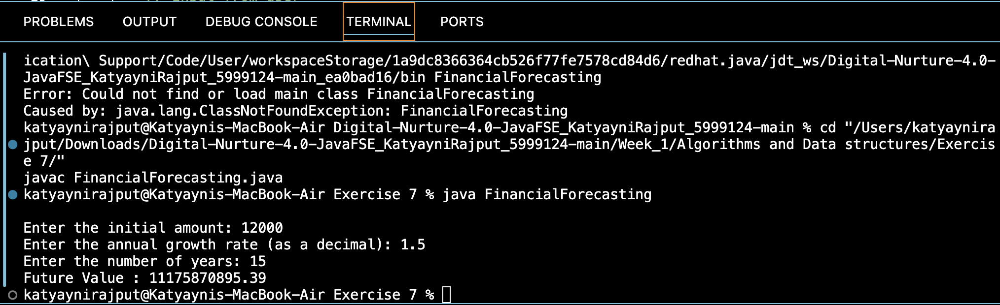 PROBLEMS OUTPUT DEBUG CONSOLE TERMINAL PORTS
ication\ Support/Code/User/workspaceStorage/1a9dc8366364cb526f77fe7578cd84d6/redhat.java/jdt_ws/Digital-Nurture-4.0-
JavaFSE_KatyayniRajput_5999124-main_ea0bad16/bin FinancialForecasting
Error: Could not find or load main class FinancialForecasting
Caused by: java.lang.ClassNotFoundException: FinancialForecasting
katyaynirajput@Katyaynis-MacBook-Air Digital-Nurture-4.0-JavaFSE_KatyayniRajput_5999124-main % cd "/Users/katyaynira
jput/Downloads/Digital-Nurture-4.0-JavaFSE_KatyayniRajput_5999124-main/Week_1/Algorithms and Data structures/Exercis
e 7/"
javac FinancialForecasting.java
katyaynirajput@Katyaynis-MacBook-Air Exercise 7 % java FinancialForecasting
Enter the initial amount: 12000
Enter the annual growth rate (as a decimal): 1.5
Enter the number of years: 15
Future Value : 11175870895.39
katyaynirajput@Katyaynis-MacBook-Air Exercise 7 %